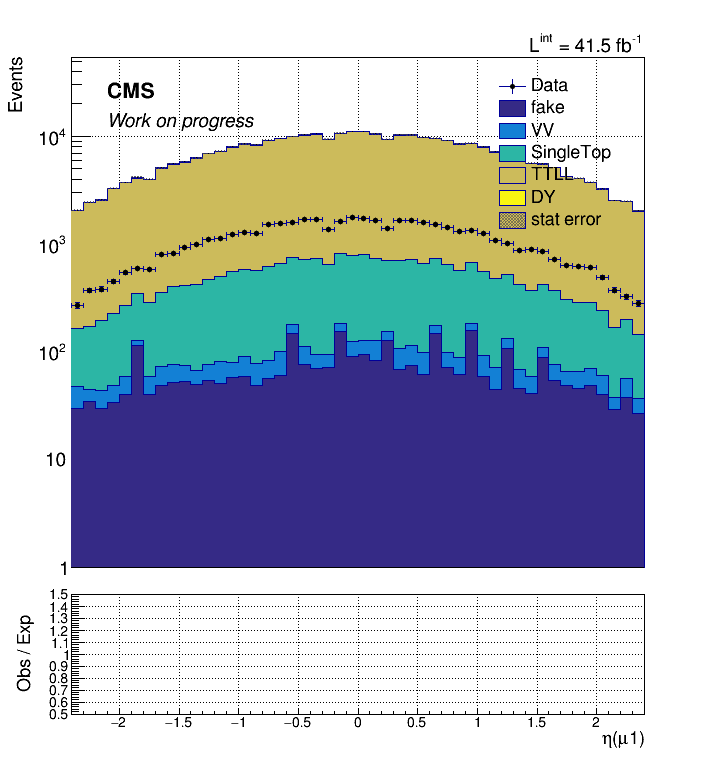 L^int = 41.5 fb^-1
Events
CMS
Work on progress
Data
fake
VV
SingleTop
TTLL
DY
stat error
10^4
10^3
10^2
10
1
Obs / Exp
1.5
1.4
1.3
1.2
1.1
1
0.9
0.8
0.7
0.6
0.5
−2 −1.5 −1 −0.5 0 0.5 1 1.5 2
η(μ1)